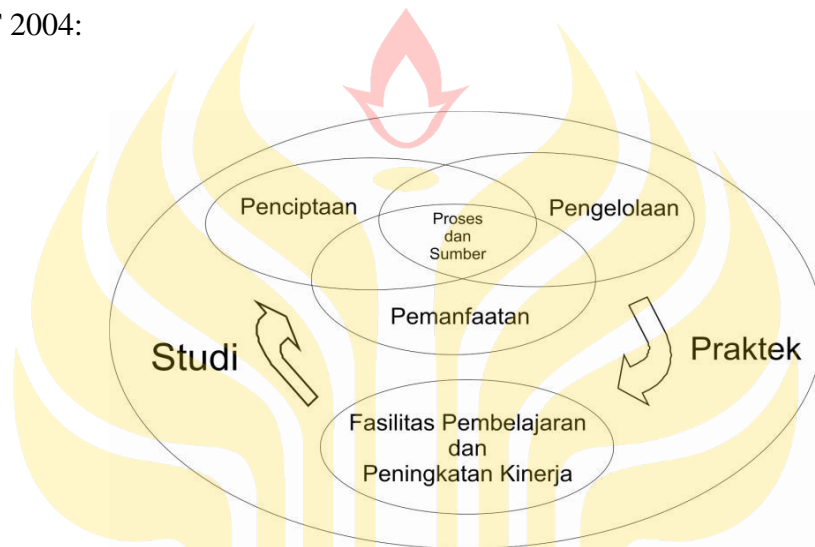 2004:
Penciptaan
Pengelolaan
Proses
dan
Sumber
Pemanfaatan
Studi
Praktek
Fasilitas Pembelajaran
dan
Peningkatan Kinerja